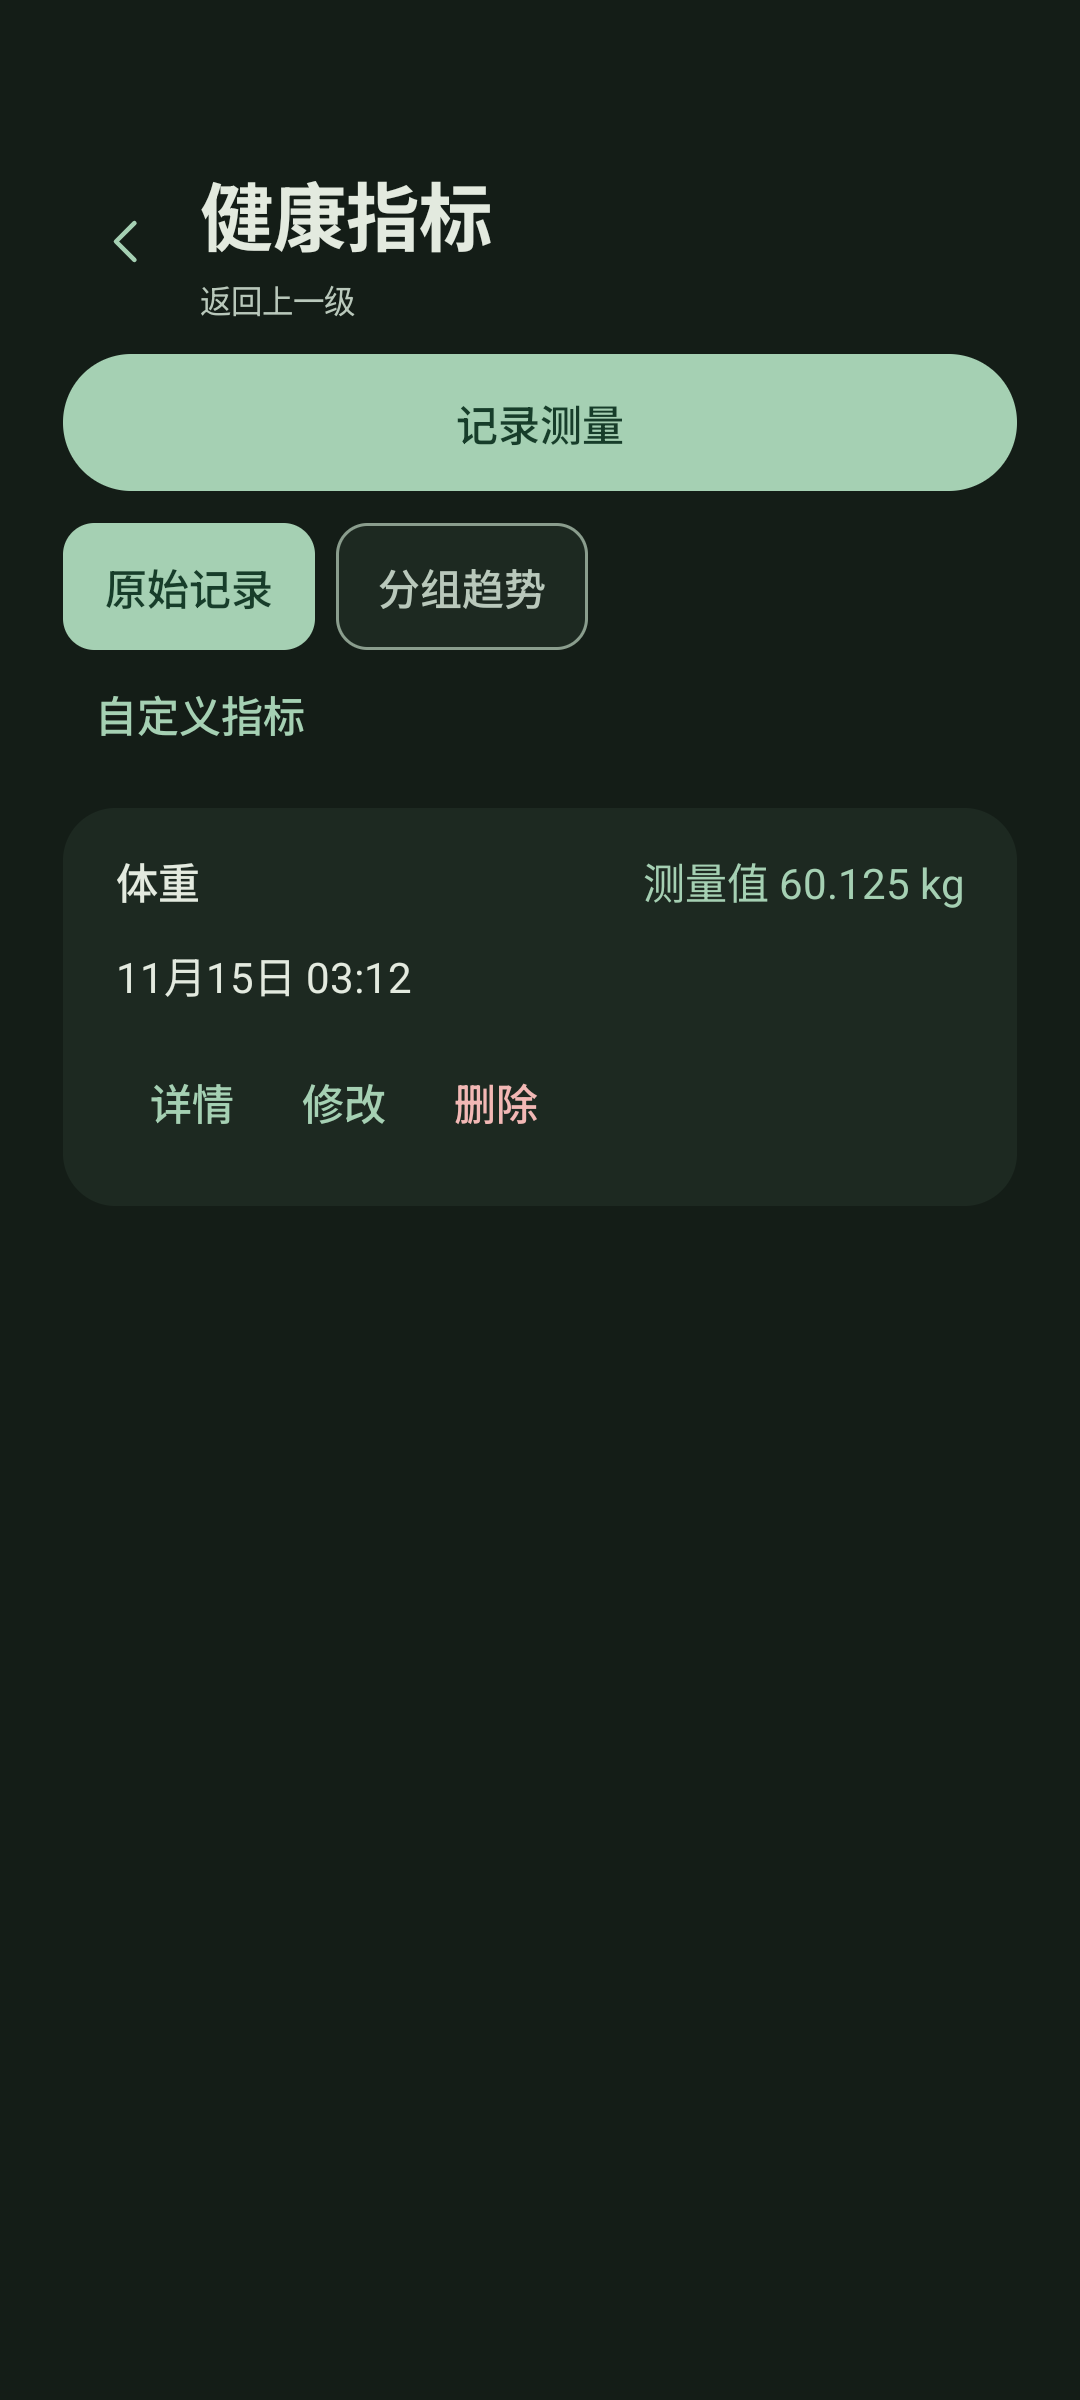 健康指标
返回上一级
记录测量
原始记录 分组趋势
自定义指标
体重 测量值 60.125 kg
11月15日 03:12
详情 修改 删除